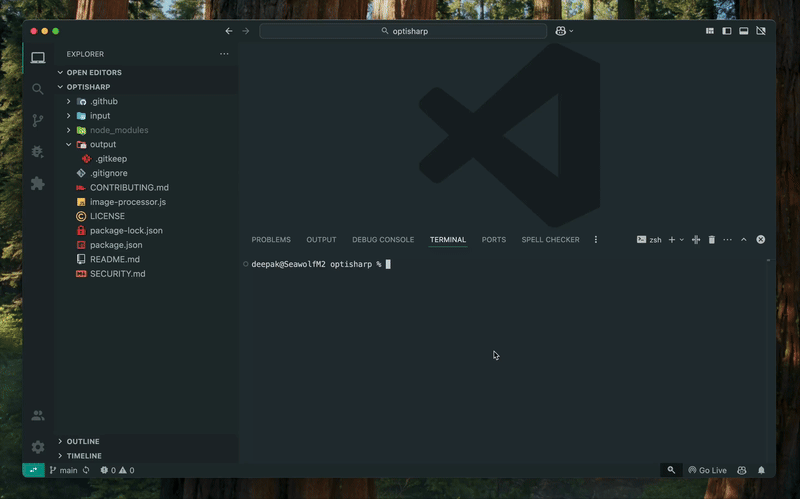 optisharp
EXPLORER
OPEN EDITORS
OPTISHARP
.github
input
node_modules
output
.gitkeep
.gitignore
CONTRIBUTING.md
image-processor.js
LICENSE
package-lock.json
package.json
README.md
SECURITY.md
PROBLEMS OUTPUT DEBUG CONSOLE TERMINAL PORTS SPELL CHECKER zsh
deepak@SeawolfM2 optisharp %
OUTLINE
TIMELINE
main 0 0 Go Live